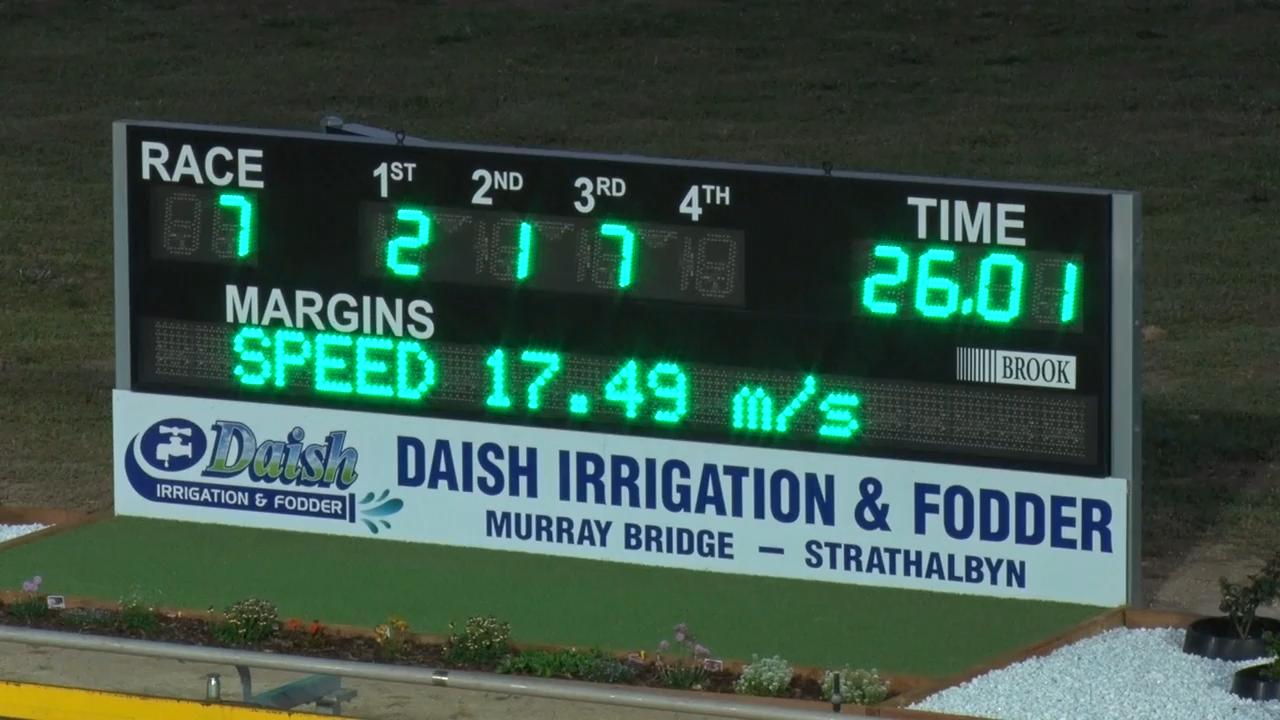 RACE 1ST 2ND 3RD 4TH TIME
7 2 1 7 26.01
MARGINS
SPEED 17.49 m/s
BROOK
Daish
IRRIGATION & FODDER
DAISH IRRIGATION & FODDER
MURRAY BRIDGE — STRATHALBYN